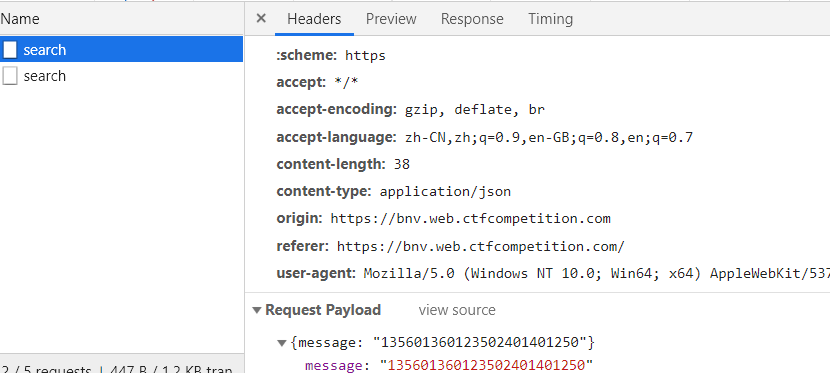 Name
× Headers Preview Response Timing
search
search
:scheme: https
accept: */*
accept-encoding: gzip, deflate, br
accept-language: zh-CN,zh;q=0.9,en-GB;q=0.8,en;q=0.7
content-length: 38
content-type: application/json
origin: https://bnv.web.ctfcompetition.com
referer: https://bnv.web.ctfcompetition.com/
user-agent: Mozilla/5.0 (Windows NT 10.0; Win64; x64) AppleWebKit/537
▼ Request Payload view source
▼ {message: "135601360123502401401250"}
message: "135601360123502401401250"
2 / 5 requests | 447 B / 1.2 KB tran